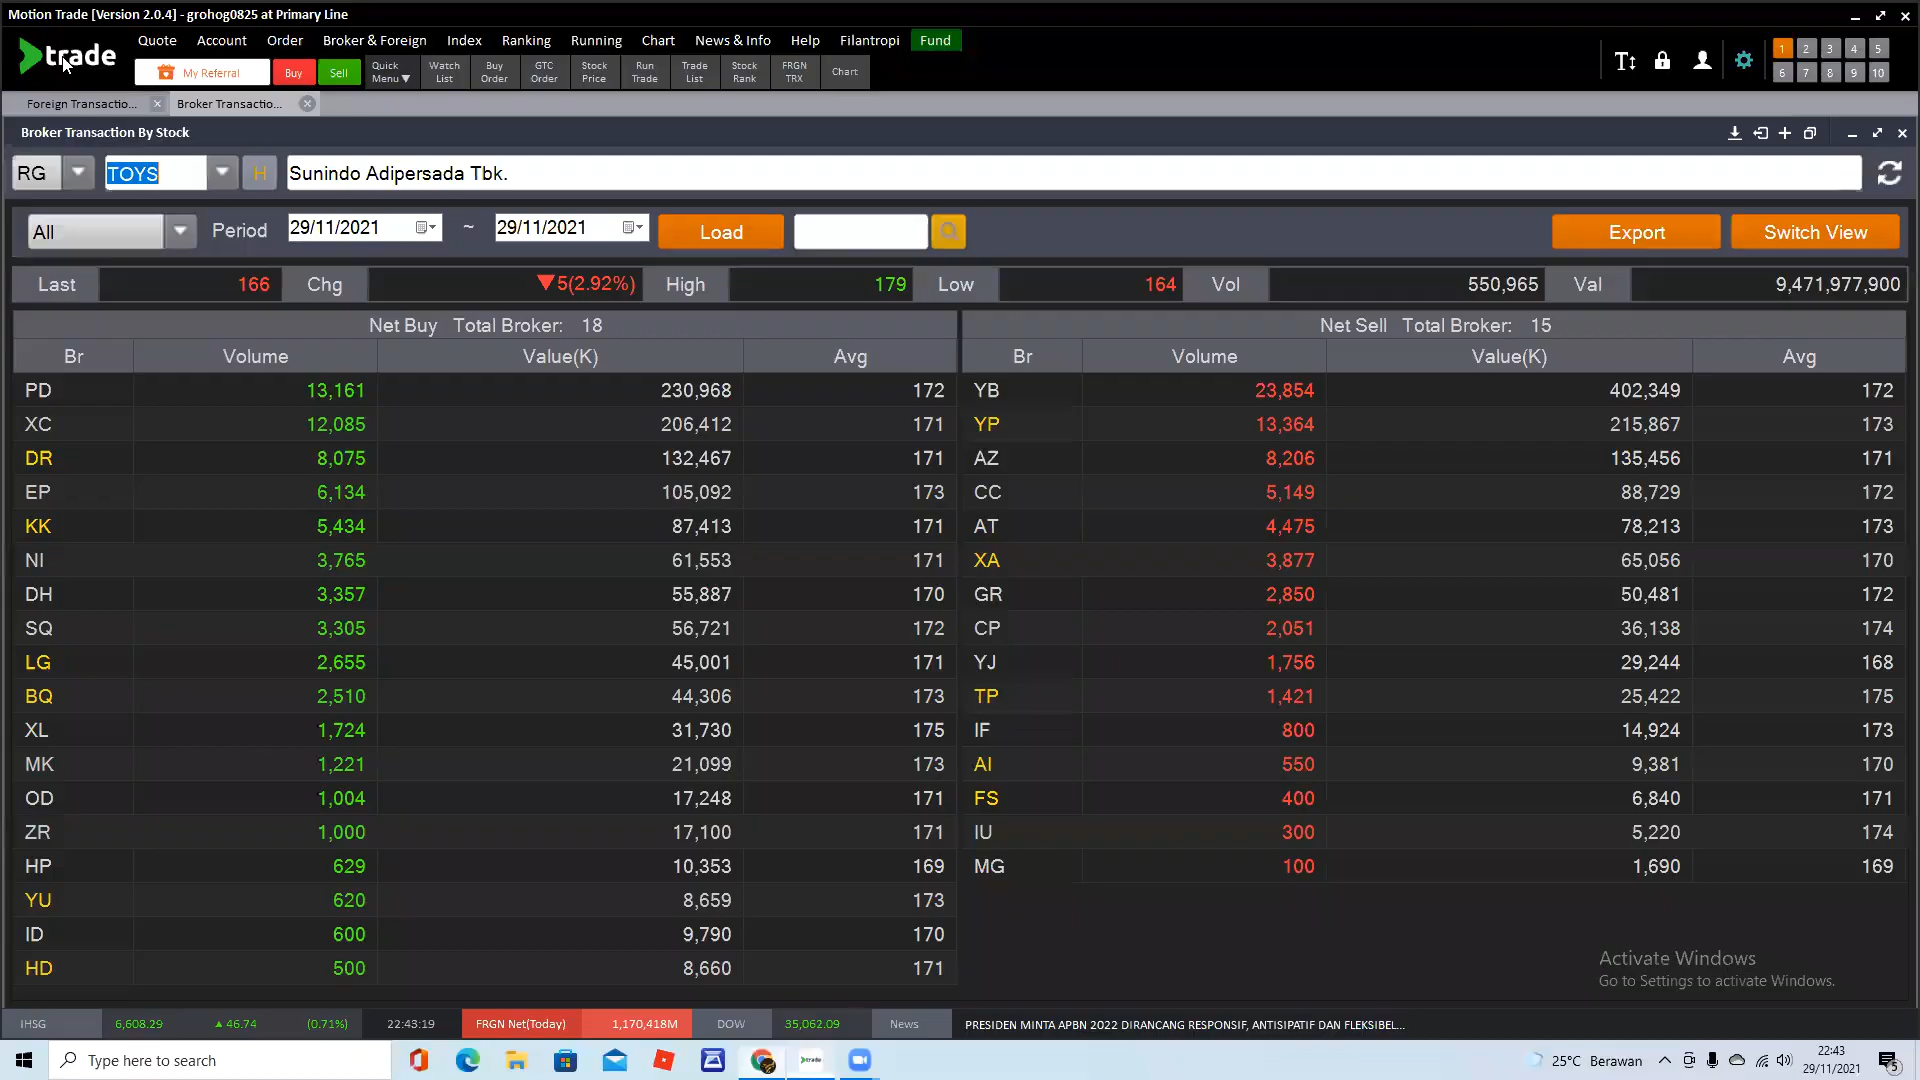 Motion Trade [Version 2.0.4] - grohog0825 at Primary Line
trade
Quote Account Order Broker & Foreign Index Ranking Running Chart News & Info Help Filantropi Fund
My Referral Buy Sell
Quick Menu ▼
Watch List
Buy Order
GTC Order
Stock Price
Run Trade
Trade List
Stock Rank
FRGN TRX
Chart
1 2 3 4 5
6 7 8 9 10
Foreign Transactio... Broker Transactio...
Broker Transaction By Stock
RG TOYS H Sunindo Adipersada Tbk.
All Period 29/11/2021 ~ 29/11/2021 Load Export Switch View
Last 166 Chg ▼5(2.92%) High 179 Low 164 Vol 550,965 Val 9,471,977,900
Net Buy Total Broker: 18 Net Sell Total Broker: 15
Br Volume Value(K) Avg Br Volume Value(K) Avg
PD 13,161 230,968 172 YB 23,854 402,349 172
XC 12,085 206,412 171 YP 13,364 215,867 173
DR 8,075 132,467 171 AZ 8,206 135,456 171
EP 6,134 105,092 173 CC 5,149 88,729 172
KK 5,434 87,413 171 AT 4,475 78,213 173
NI 3,765 61,553 171 XA 3,877 65,056 170
DH 3,357 55,887 170 GR 2,850 50,481 172
SQ 3,305 56,721 172 CP 2,051 36,138 174
LG 2,655 45,001 171 YJ 1,756 29,244 168
BQ 2,510 44,306 173 TP 1,421 25,422 175
XL 1,724 31,730 175 IF 800 14,924 173
MK 1,221 21,099 173 AI 550 9,381 170
OD 1,004 17,248 171 FS 400 6,840 171
ZR 1,000 17,100 171 IU 300 5,220 174
HP 629 10,353 169 MG 100 1,690 169
YU 620 8,659 173
ID 600 9,790 170
HD 500 8,660 171
Activate Windows
Go to Settings to activate Windows.
IHSG 6,608.29 ▲ 46.74 (0.71%) 22:43:19 FRGN Net(Today) 1,170,418M DOW 35,062.09 News PRESIDEN MINTA APBN 2022 DIRANCANG RESPONSIF, ANTISIPATIF DAN FLEKSIBEL...
Type here to search trade 25°C Berawan 22:43
29/11/2021 5